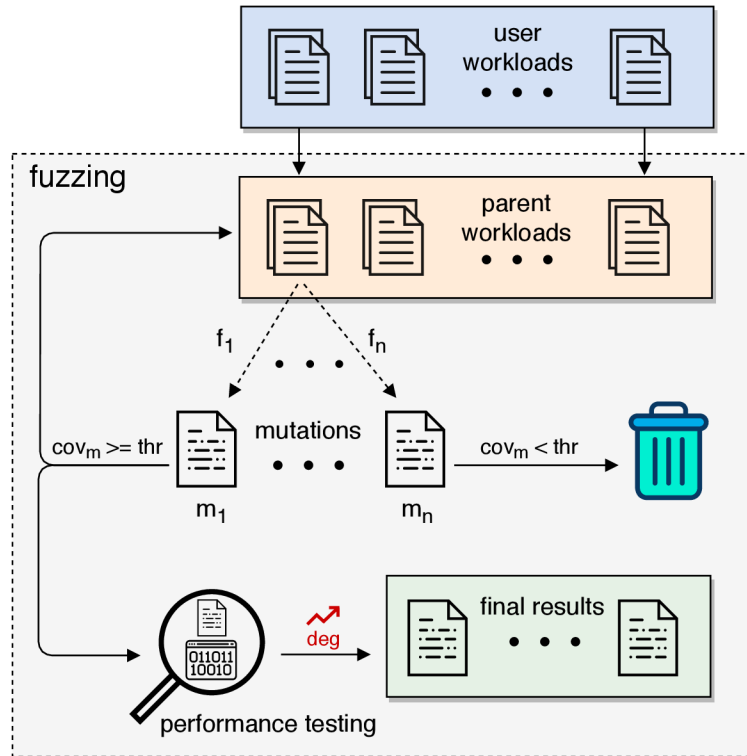 user
workloads
fuzzing
parent
workloads
f1
fn
mutations
covm >= thr
covm < thr
m1
mn
011011
10010
deg
final results
performance testing